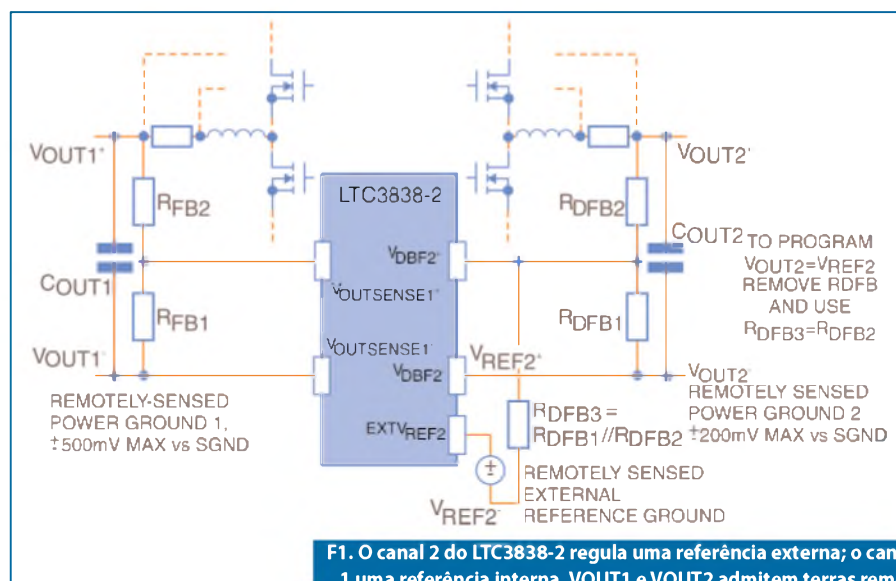 LTC3838-2
VOUT1+
RFB2
COUT1
RFB1
VOUT1-
REMOTELY-SENSED
POWER GROUND 1,
±500mV MAX vs SGND
VDBF2+
VOUTSENSE1+
VOUTSENSE1-
VDBF2
EXTVREF2
VREF2+
VREF2-
RDFB3 =
RDFB1//RDFB2
REMOTELY SENSED
EXTERNAL
REFERENCE GROUND
VOUT2+
RDFB2
COUT2
RDFB1
TO PROGRAM
VOUT2=VREF2
REMOVE RDFB
AND USE
RDFB3=RDFB2
VOUT2-
REMOTELY SENSED
POWER GROUND 2
±200mV MAX vs SGND
F1. O canal 2 do LTC3838-2 regula uma referência externa; o
1 uma referência interna. VOUT1 e VOUT2 admitem terras